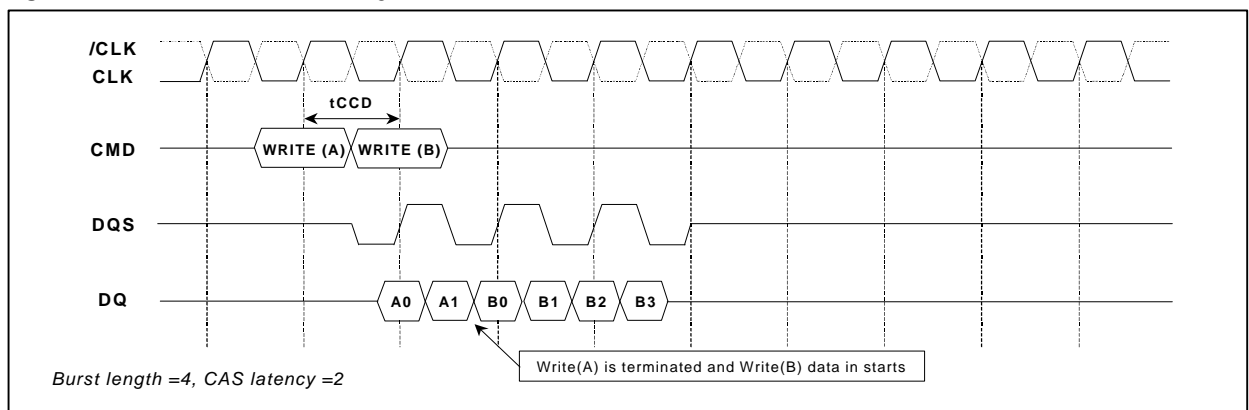 /CLK
CLK
tCCD
CMD WRITE (A) WRITE (B)
DQS
DQ A0 A1 B0 B1 B2 B3
Write(A) is terminated and Write(B) data in starts
Burst length =4, CAS latency =2